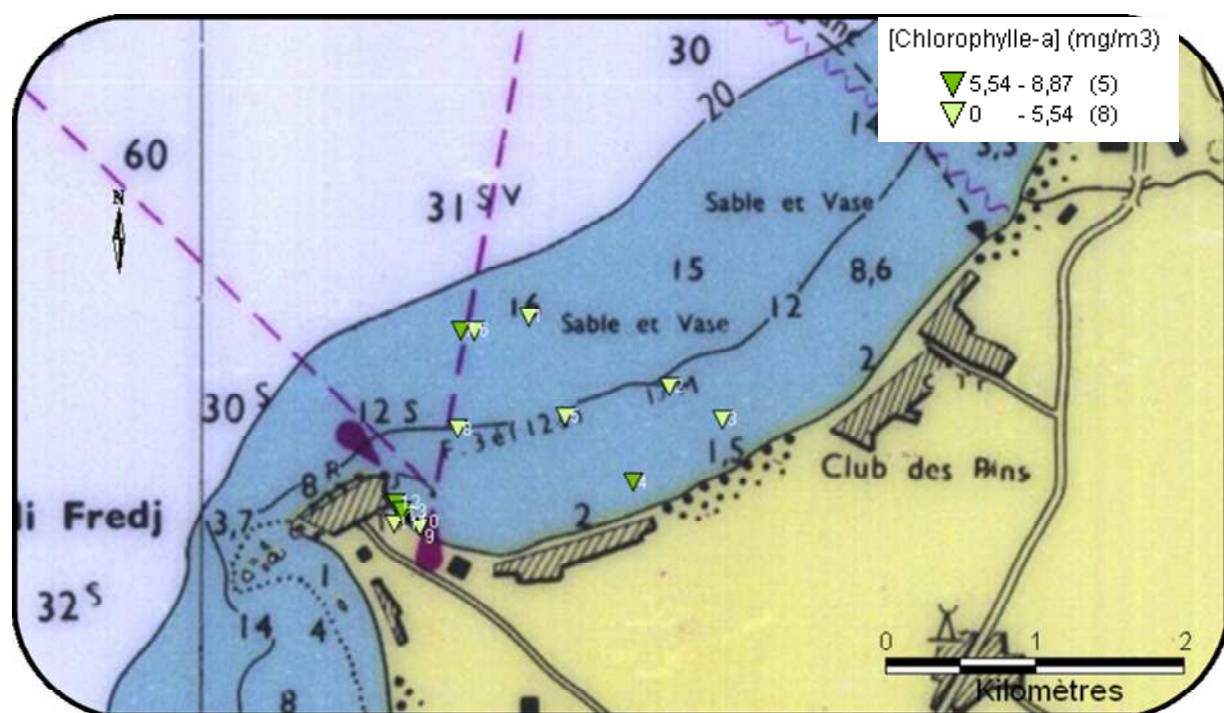 [Chlorophylle-a] (mg/m3)
5,54 - 8,87 (5)
0 - 5,54 (8)
30
20
60
N
31 S V
Sable et Vase
15
8,6
16
Sable et Vase
12
2
30 S
12 S
1,5
Club des Pins
8 R
li Fredj
3,7
2
1
32 S
14
4
8
0 1 2
Kilomètres